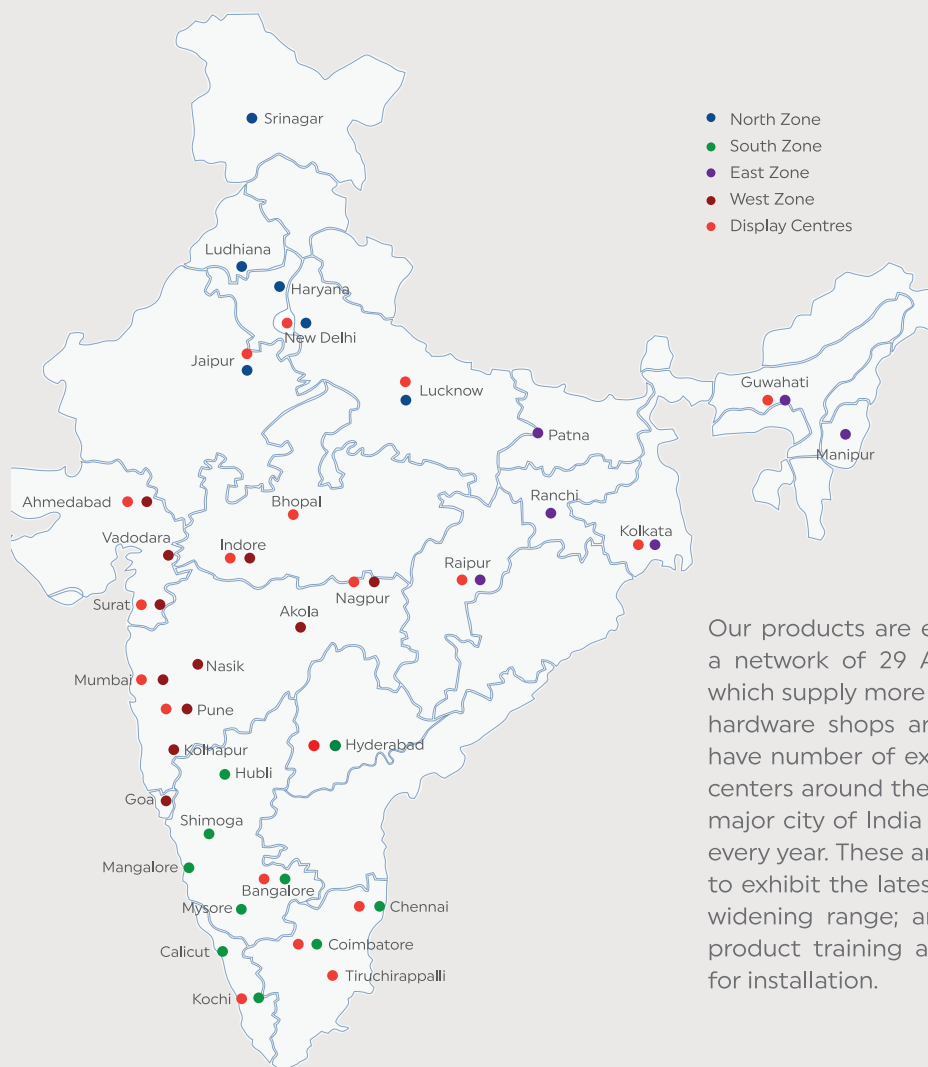 Srinagar
North Zone
South Zone
East Zone
West Zone
Display Centres
Ludhiana
Haryana
New Delhi
Jaipur
Lucknow
Guwahati
Patna
Manipur
Ahmedabad
Bhopal
Ranchi
Vadodara
Indore
Kolkata
Raipur
Nagpur
Surat
Akola
Nasik
Mumbai
Pune
Kolhapur
Hyderabad
Hubli
Goa
Shimoga
Mangalore
Bangalore
Mysore
Chennai
Calicut
Coimbatore
Tiruchirappalli
Kochi
Our products are e
a network of 29 A
which supply more
hardware shops ar
have number of ex
centers around the
major city of India
every year. These ar
to exhibit the lates
widening range; ar
product training a
for installation.